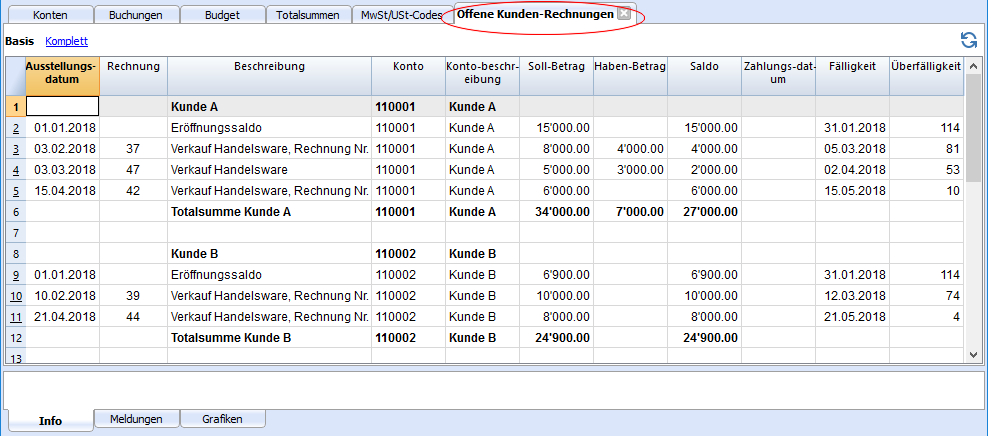 Konten Buchungen Budget Totalsummen MwSt/USt-Codes Offene Kunden-Rechnungen
Basis Komplett
Ausstellungs-datum Rechnung Beschreibung Konto Konto-beschr-eibung Soll-Betrag Haben-Betrag Saldo Zahlungs-dat-um Fälligkeit Überfälligkeit
1 Kunde A 110001 Kunde A
2 01.01.2018 Eröffnungssaldo 110001 Kunde A 15'000.00 15'000.00 31.01.2018 114
3 03.02.2018 37 Verkauf Handelsware, Rechnung Nr. 110001 Kunde A 8'000.00 4'000.00 4'000.00 05.03.2018 81
4 03.03.2018 47 Verkauf Handelsware 110001 Kunde A 5'000.00 3'000.00 2'000.00 02.04.2018 53
5 15.04.2018 42 Verkauf Handelsware, Rechnung Nr. 110001 Kunde A 6'000.00 6'000.00 15.05.2018 10
6 Totalsumme Kunde A 110001 Kunde A 34'000.00 7'000.00 27'000.00
7
8 Kunde B 110002 Kunde B
9 01.01.2018 Eröffnungssaldo 110002 Kunde B 6'900.00 6'900.00 31.01.2018 114
10 10.02.2018 39 Verkauf Handelsware, Rechnung Nr. 110002 Kunde B 10'000.00 10'000.00 12.03.2018 74
11 21.04.2018 44 Verkauf Handelsware, Rechnung Nr. 110002 Kunde B 8'000.00 8'000.00 21.05.2018 4
12 Totalsumme Kunde B 110002 Kunde B 24'900.00 24'900.00
13
Info Meldungen Grafiken